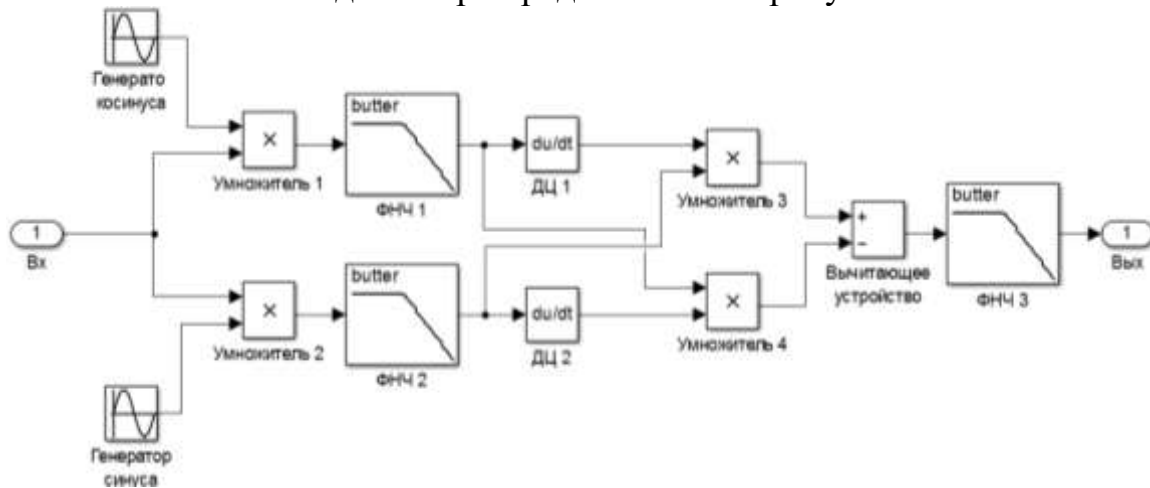 Генерато
косинуса
butter
du/dt
×
×
Умножитель 1
ФНЧ 1
ДЦ 1
Умножитель 3
butter
+
−
1
Вх
1
Вых
butter
Вычитающее
устройство
ФНЧ 3
×
du/dt
×
Умножитель 2
ФНЧ 2
ДЦ 2
Умножитель 4
Генератор
синуса